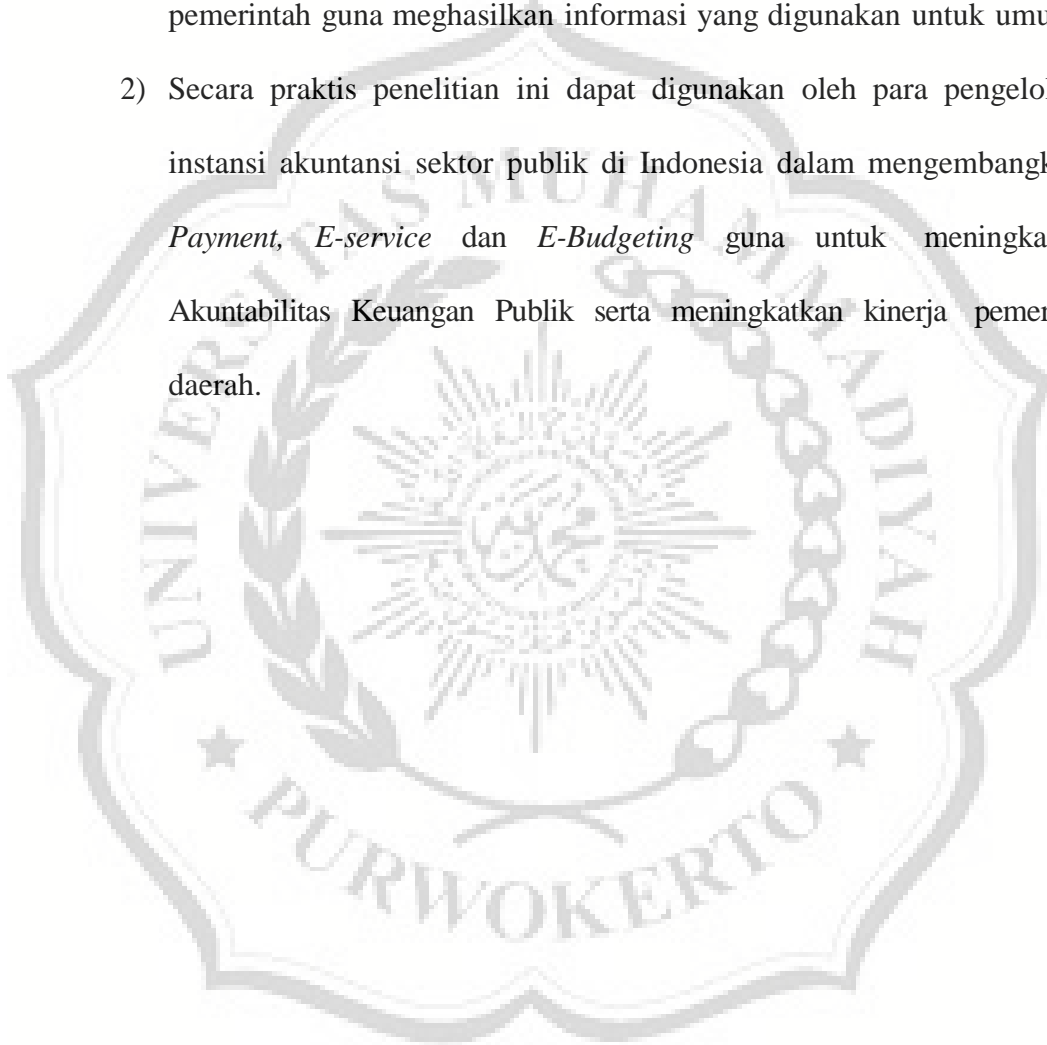 pemerintah guna meghasilkan informasi yang digunakan untuk umu
2) Secara praktis penelitian ini dapat digunakan oleh para pengelol
instansi akuntansi sektor publik di Indonesia dalam mengembangk
Payment, E-service dan E-Budgeting guna untuk meningka
Akuntabilitas Keuangan Publik serta meningkatkan kinerja pemer
daerah.
UNIVERSITAS MUHAMMADIYAH
PURWOKERTO